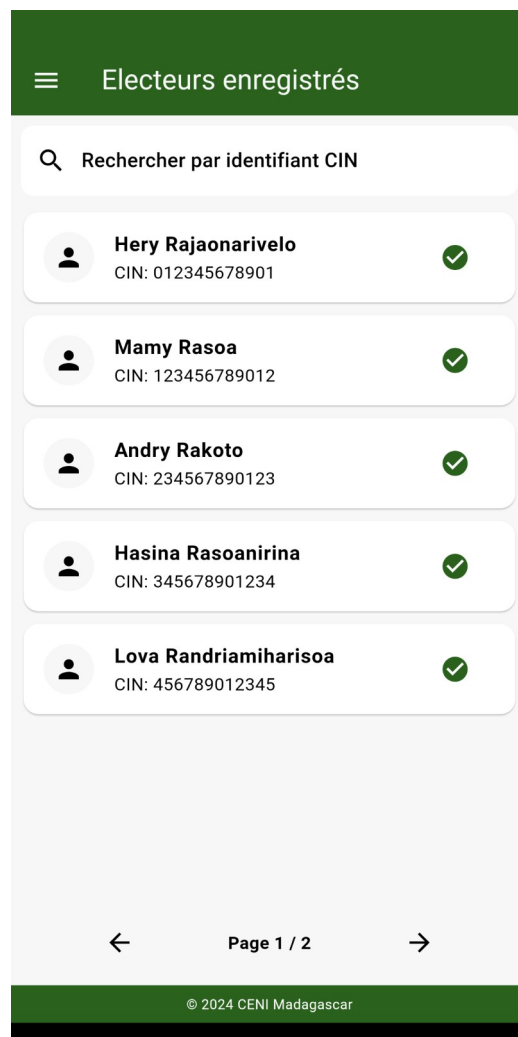 Electeurs enregistrés
Rechercher par identifiant CIN
Hery Rajaonarivelo
CIN: 012345678901
Mamy Rasoa
CIN: 123456789012
Andry Rakoto
CIN: 234567890123
Hasina Rasoanirina
CIN: 345678901234
Lova Randriamiharisoa
CIN: 456789012345
Page 1 / 2
© 2024 CENI Madagascar